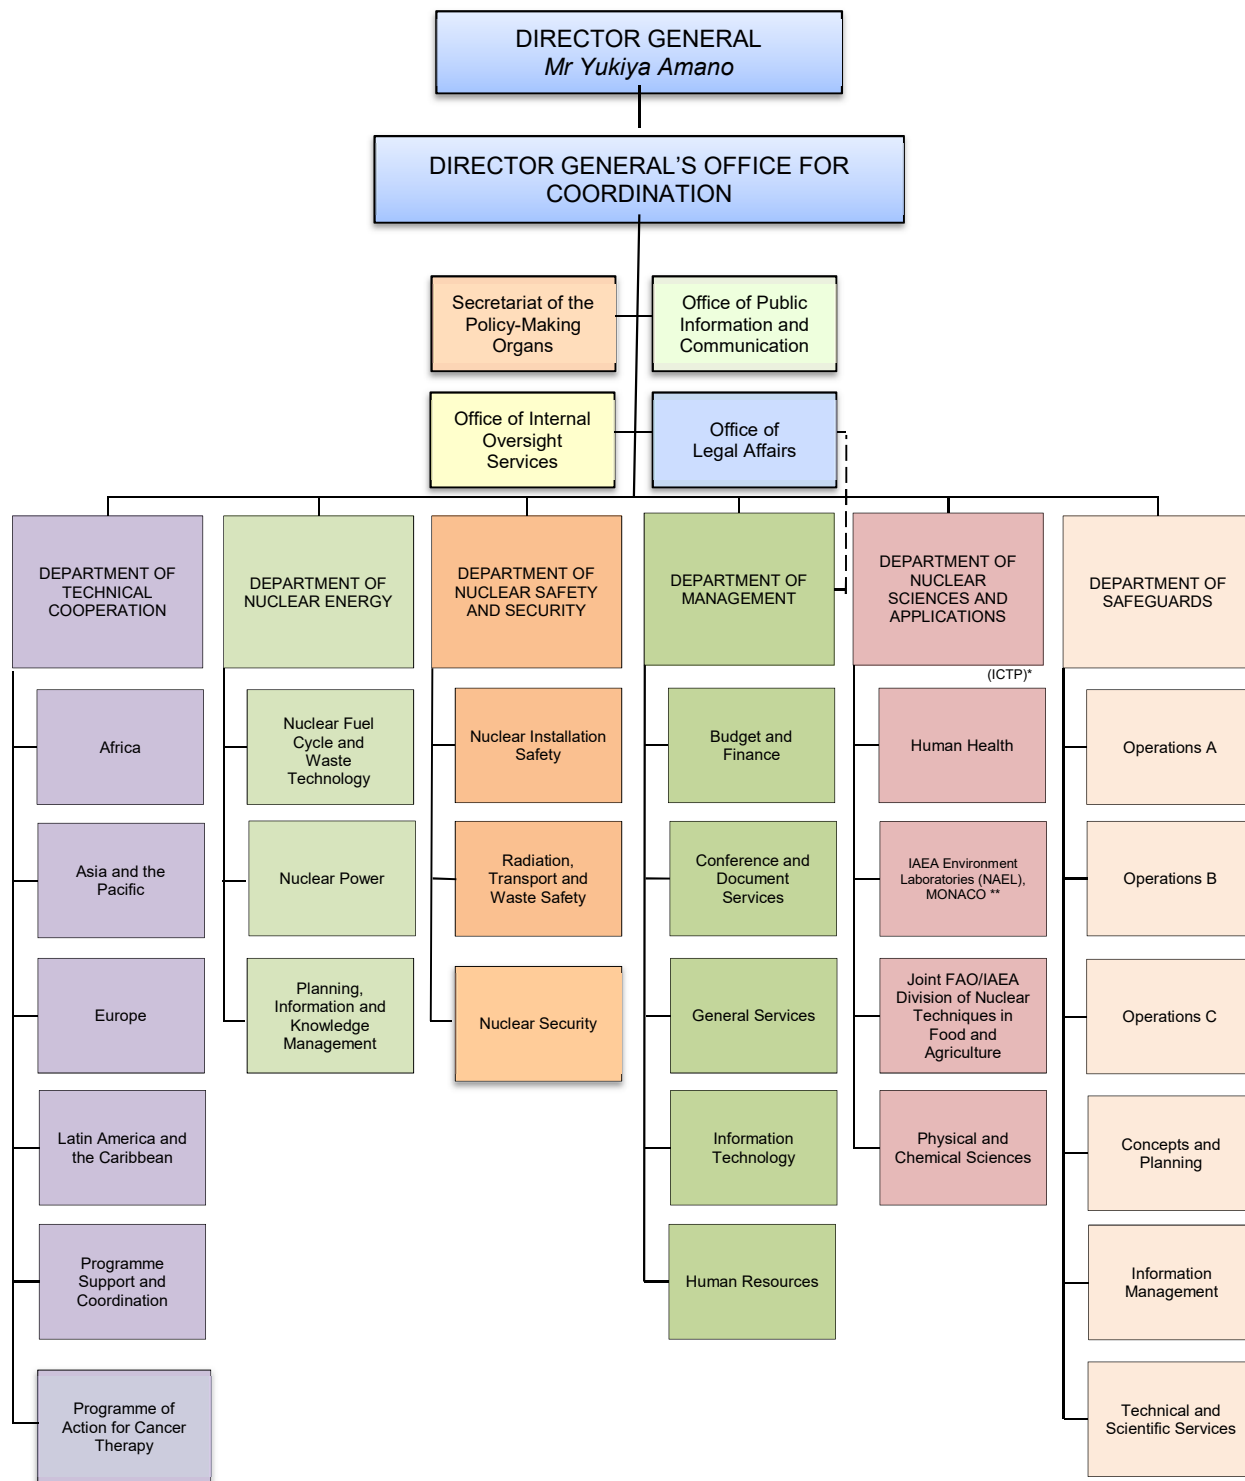 DIRECTOR GENERAL
Mr Yukiya Amano
DIRECTOR GENERAL’S OFFICE FOR
COORDINATION
Secretariat of the
Policy-Making
Organs
Office of Public
Information and
Communication
Office of Internal
Oversight
Services
Office of
Legal Affairs
DEPARTMENT OF
TECHNICAL
COOPERATION
DEPARTMENT OF
NUCLEAR ENERGY
DEPARTMENT OF
NUCLEAR SAFETY
AND SECURITY
DEPARTMENT OF
MANAGEMENT
DEPARTMENT OF
NUCLEAR
SCIENCES AND
APPLICATIONS
(ICTP)*
DEPARTMENT OF
SAFEGUARDS
Africa
Asia and the
Pacific
Europe
Latin America and
the Caribbean
Programme
Support and
Coordination
Programme of
Action for Cancer
Therapy
Nuclear Fuel
Cycle and
Waste
Technology
Nuclear Power
Planning,
Information and
Knowledge
Management
Nuclear Installation
Safety
Radiation,
Transport and
Waste Safety
Nuclear Security
Budget and
Finance
Conference and
Document
Services
General Services
Information
Technology
Human Resources
Human Health
IAEA Environment
Laboratories (NAEL),
MONACO **
Joint FAO/IAEA
Division of Nuclear
Techniques in
Food and
Agriculture
Physical and
Chemical Sciences
Operations A
Operations B
Operations C
Concepts and
Planning
Information
Management
Technical and
Scientific Services